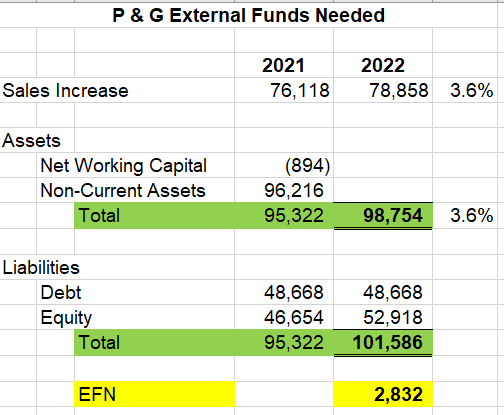 P & G External Funds Needed
2021 2022
Sales Increase 76,118 78,858 3.6%
Assets
Net Working Capital (894)
Non-Current Assets 96,216
Total 95,322 98,754 3.6%
Liabilities
Debt 48,668 48,668
Equity 46,654 52,918
Total 95,322 101,586
EFN 2,832